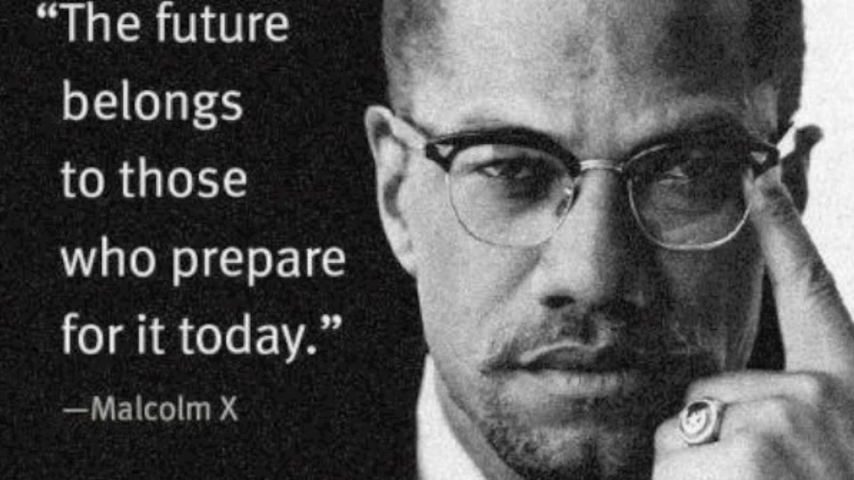 “The future
belongs
to those
who prepare
for it today.”
—Malcolm X